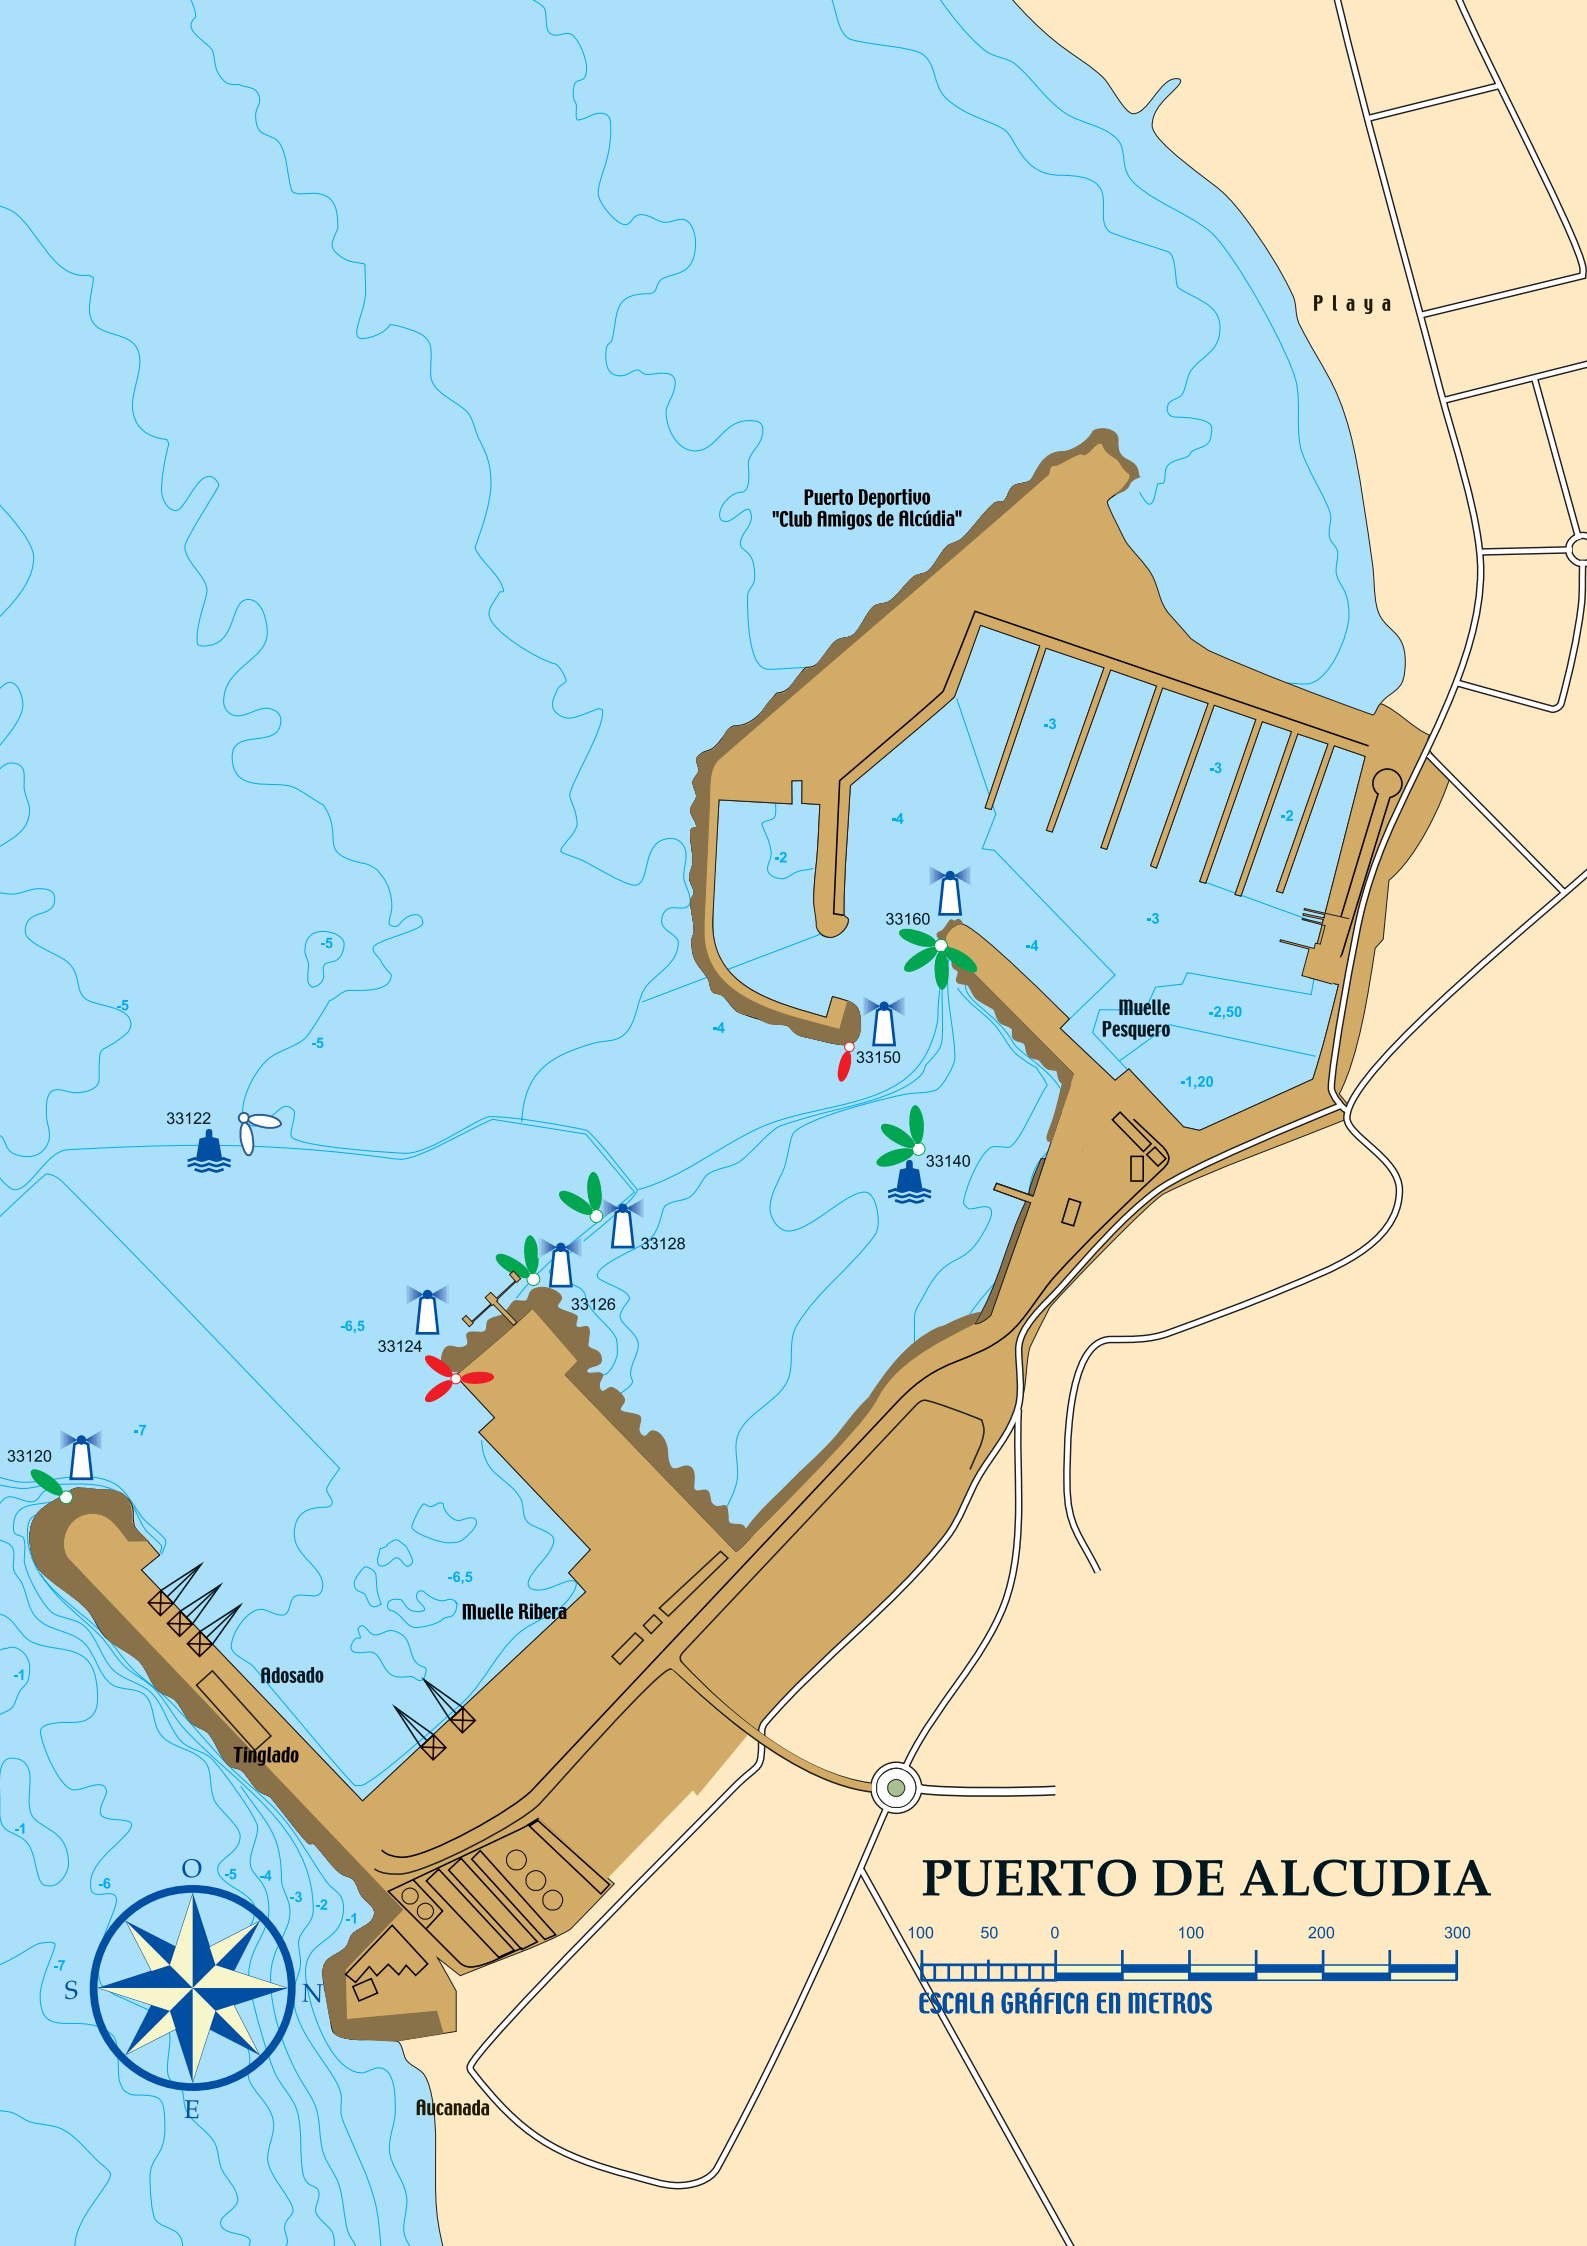 Playa
Puerto Deportivo
"Club Amigos de Alcúdia"
-3
-3
-2
-4
-2
33160
-3
-5
-4
-5
Muelle
Pesquero
-2,50
-4
-5
33150
-1,20
33122
33140
33128
33126
-6,5
33124
-7
33120
-6,5
Muelle Ribera
-1
Adosado
Tinglado
-1
PUERTO DE ALCUDIA
O
-6
-5
-4
-3
-2
-1
100 50 0 100 200 300
-7
S
N
ESCALA GRÁFICA EN METROS
E
Aucanada